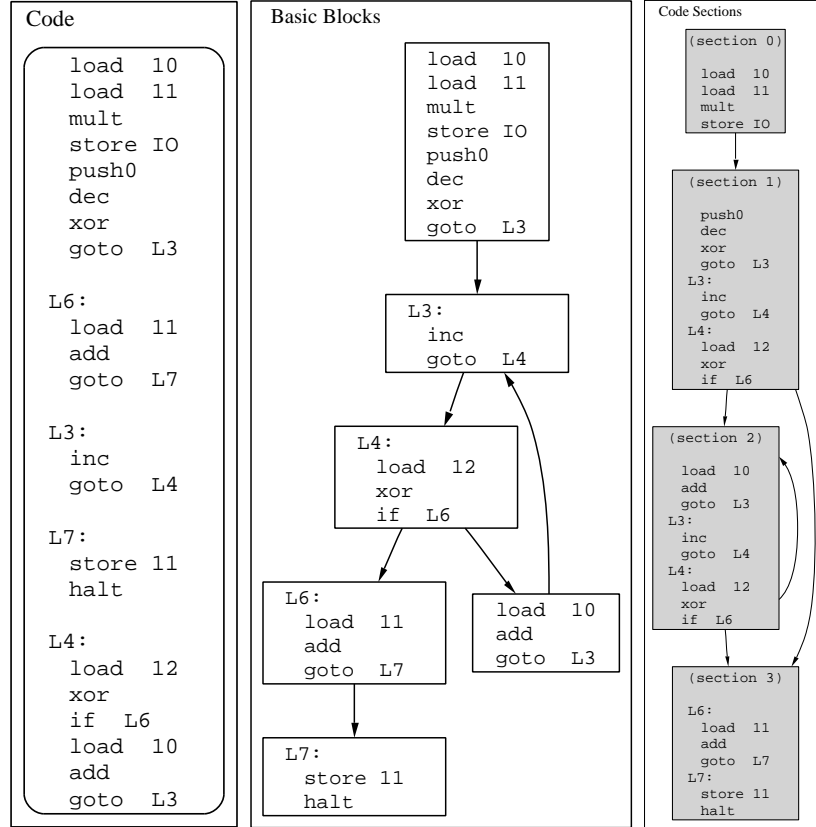 Code
load 10
load 11
mult
store IO
push0
dec
xor
goto L3
L6:
load 11
add
goto L7
L3:
inc
goto L4
L7:
store 11
halt
L4:
load 12
xor
if L6
load 10
add
goto L3
Basic Blocks
load 10
load 11
mult
store IO
push0
dec
xor
goto L3
L3:
inc
goto L4
L4:
load 12
xor
if L6
L6:
load 11
add
goto L7
load 10
add
goto L3
L7:
store 11
halt
Code Sections
(section 0)
load 10
load 11
mult
store IO
(section 1)
push0
dec
xor
goto L3
L3:
inc
goto L4
L4:
load 12
xor
if L6
(section 2)
load 10
add
goto L3
L3:
inc
goto L4
L4:
load 12
xor
if L6
(section 3)
L6:
load 11
add
goto L7
L7:
store 11
halt